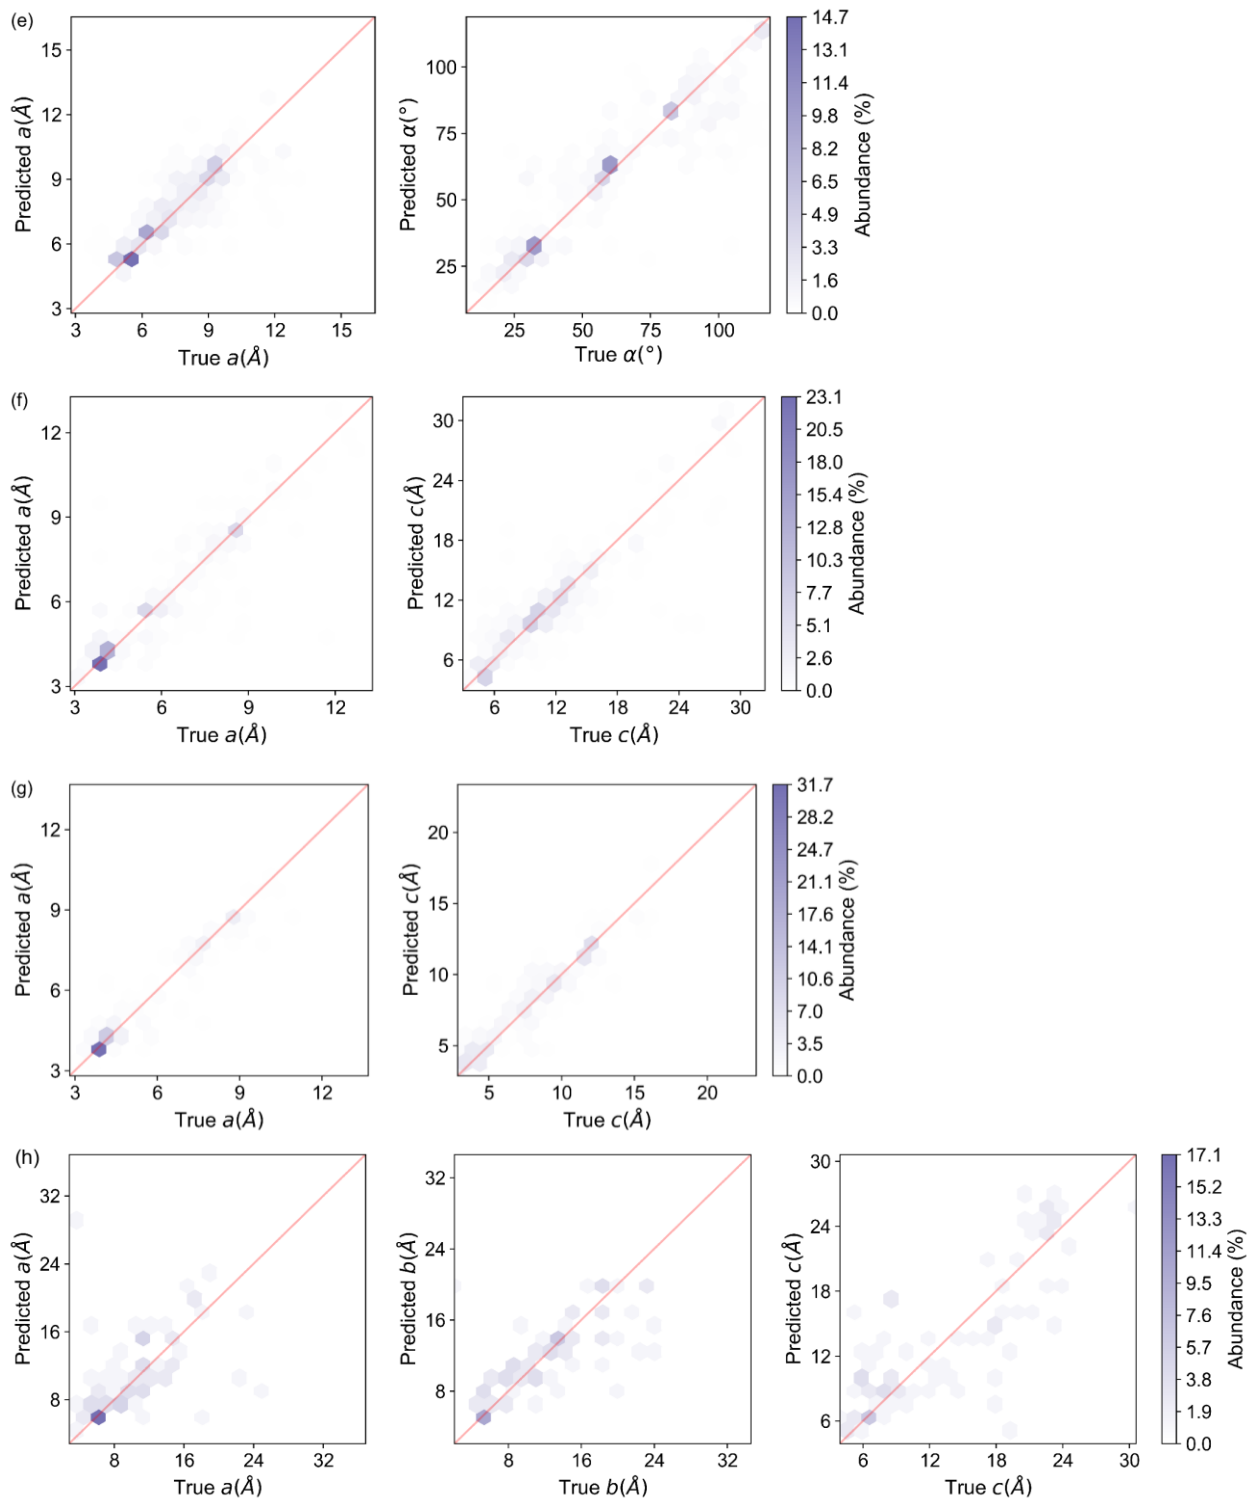 (e)
15
12
9
6
3
Predicted a(Å)
3 6 9 12 15
True a(Å)
100
75
50
25
Predicted α(°)
25 50 75 100
True α(°)
14.7
13.1
11.4
9.8
8.2
6.5
4.9
3.3
1.6
0.0
Abundance (%)
(f)
12
9
6
3
Predicted a(Å)
3 6 9 12
True a(Å)
30
24
18
12
6
Predicted c(Å)
6 12 18 24 30
True c(Å)
23.1
20.5
18.0
15.4
12.8
10.3
7.7
5.1
2.6
0.0
Abundance (%)
(g)
12
9
6
3
Predicted a(Å)
3 6 9 12
True a(Å)
20
15
10
5
Predicted c(Å)
5 10 15 20
True c(Å)
31.7
28.2
24.7
21.1
17.6
14.1
10.6
7.0
3.5
0.0
Abundance (%)
(h)
32
24
16
8
Predicted a(Å)
8 16 24 32
True a(Å)
32
24
16
8
Predicted b(Å)
8 16 24 32
True b(Å)
30
24
18
12
6
Predicted c(Å)
6 12 18 24 30
True c(Å)
17.1
15.2
13.3
11.4
9.5
7.6
5.7
3.8
1.9
0.0
Abundance (%)